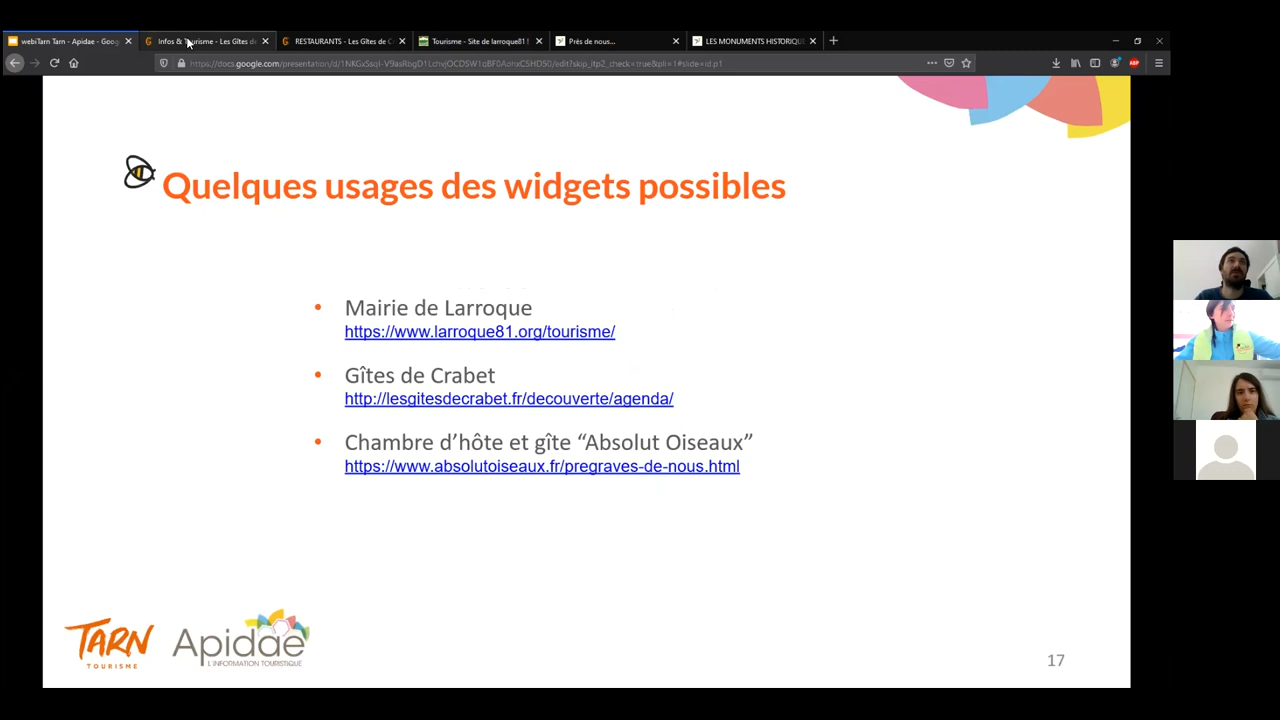 webiTarn Tarn - Apidae - Goog
Infos & Tourisme - Les Gîtes de
RESTAURANTS - Les Gîtes de C
Tourisme - Site de larroque81 !
Près de nous...
LES MONUMENTS HISTORIQU
Quelques usages des widgets possibles
• Mairie de Larroque
https://www.larroque81.org/tourisme/
• Gîtes de Crabet
http://lesgitesdecrabet.fr/decouverte/agenda/
• Chambre d’hôte et gîte “Absolut Oiseaux”
https://www.absolutoiseaux.fr/pregraves-de-nous.html
TARN
TOURISME
Apidae
L'INFORMATION TOURISTIQUE
17